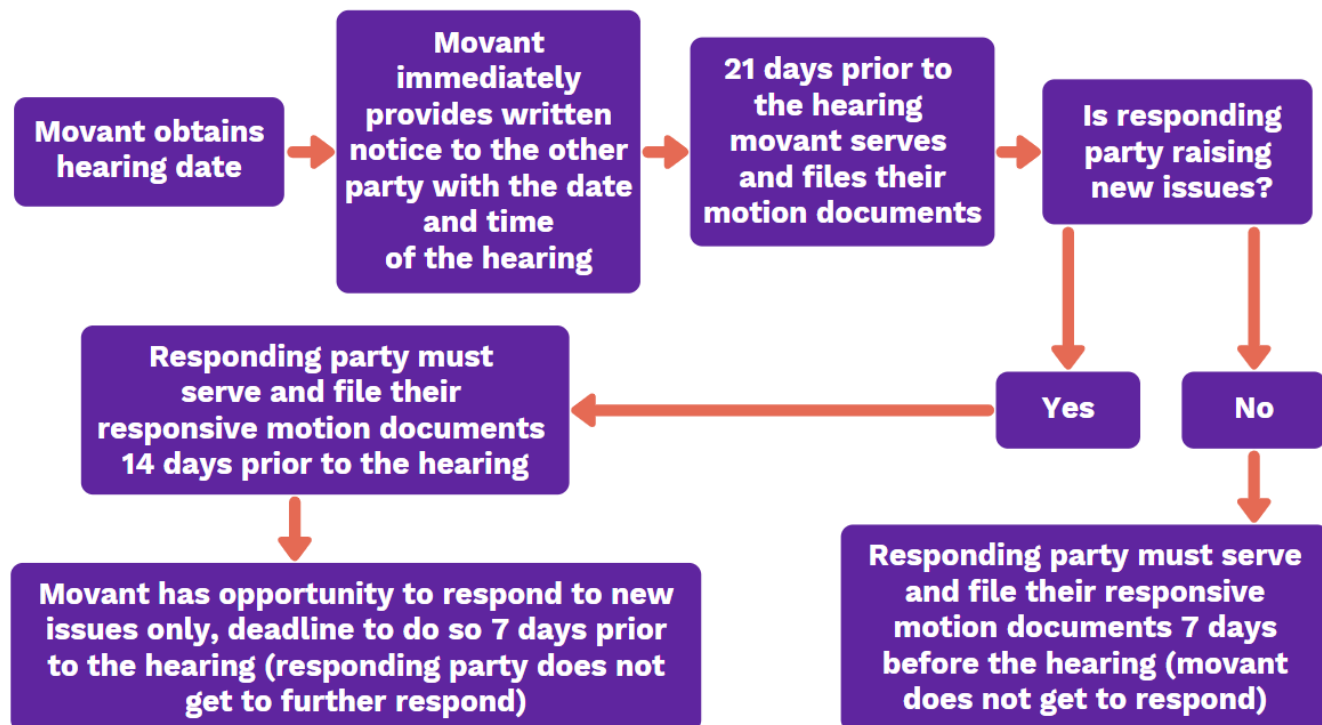 Movant obtains
hearing date
Movant
immediately
provides written
notice to the other
party with the date
and time
of the hearing
21 days prior to
the hearing
movant serves
and files their
motion documents
Is responding
party raising
new issues?
Yes
No
Responding party must
serve and file their
responsive motion documents
14 days prior to the hearing
Movant has opportunity to respond to new
issues only, deadline to do so 7 days prior
to the hearing (responding party does not
get to further respond)
Responding party must serve
and file their responsive
motion documents 7 days
before the hearing (movant
does not get to respond)